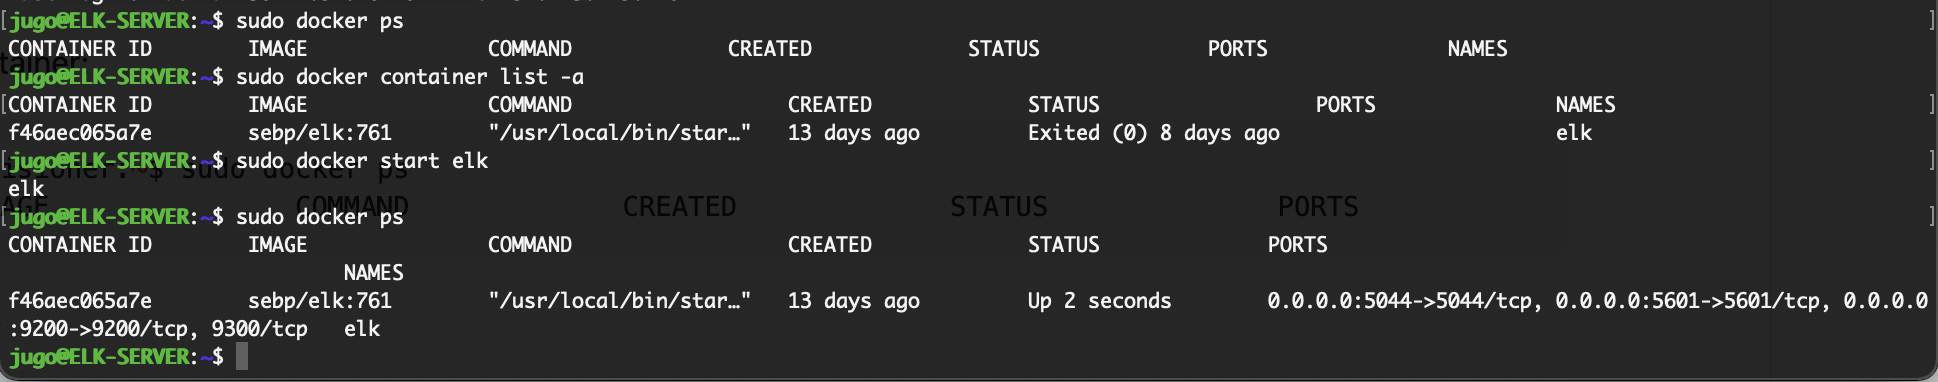 jugo@ELK-SERVER:~$ sudo docker ps
CONTAINER ID IMAGE COMMAND CREATED STATUS PORTS NAMES
jugo@ELK-SERVER:~$ sudo docker container list -a
CONTAINER ID IMAGE COMMAND CREATED STATUS PORTS NAMES
f46aec065a7e sebp/elk:761 "/usr/local/bin/star…" 13 days ago Exited (0) 8 days ago elk
jugo@ELK-SERVER:~$ sudo docker start elk
elk
jugo@ELK-SERVER:~$ sudo docker ps
COMMAND CREATED STATUS PORTS
CONTAINER ID IMAGE COMMAND CREATED STATUS PORTS
NAMES
f46aec065a7e sebp/elk:761 "/usr/local/bin/star…" 13 days ago Up 2 seconds 0.0.0.0:5044->5044/tcp, 0.0.0.0:5601->5601/tcp, 0.0.0.0
:9200->9200/tcp, 9300/tcp elk
jugo@ELK-SERVER:~$